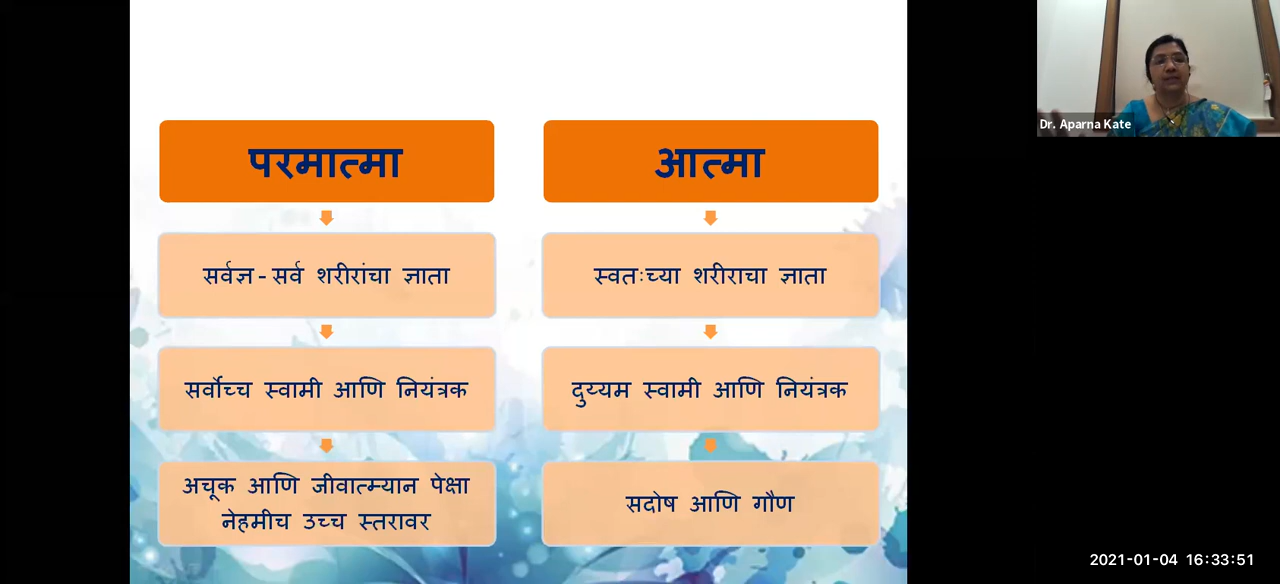 परमात्मा
सर्वज्ञ-सर्व शरीरांचा ज्ञाता
सर्वोच्च स्वामी आणि नियंत्रक
अचूक आणि जीवात्म्यान पेक्षा
नेहमीच उच्च स्तरावर
आत्मा
स्वतःच्या शरीराचा ज्ञाता
दुय्यम स्वामी आणि नियंत्रक
सदोष आणि गौण
Dr. Aparna Kate
2021-01-04 16:33:51